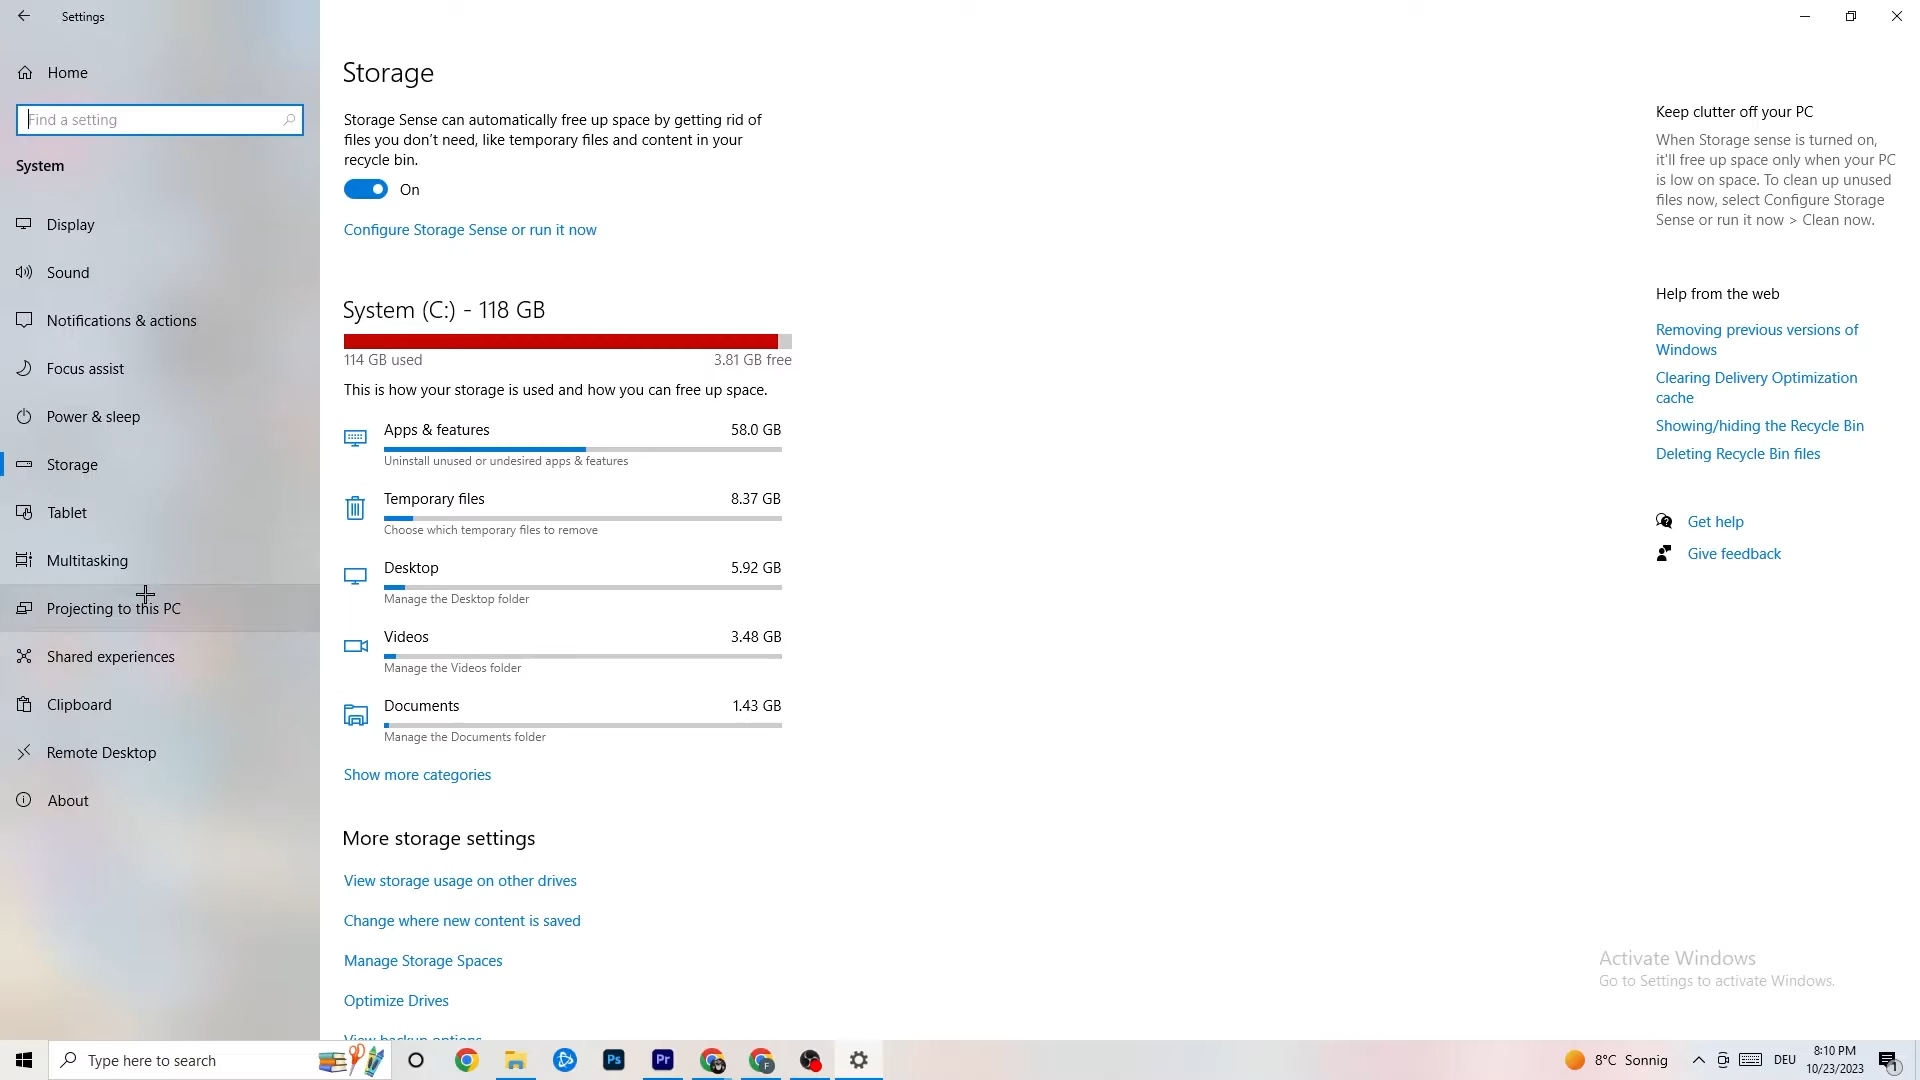 Settings
Home
Find a setting
System
Display
Sound
Notifications & actions
Focus assist
Power & sleep
Storage
Tablet
Multitasking
Projecting to this PC
Shared experiences
Clipboard
Remote Desktop
About
Storage
Storage Sense can automatically free up space by getting rid of
files you don't need, like temporary files and content in your
recycle bin.
On
Configure Storage Sense or run it now
System (C:) - 118 GB
114 GB used
3.81 GB free
This is how your storage is used and how you can free up space.
Apps & features
58.0 GB
Uninstall unused or undesired apps & features
Temporary files
8.37 GB
Choose which temporary files to remove
Desktop
5.92 GB
Manage the Desktop folder
Videos
3.48 GB
Manage the Videos folder
Documents
1.43 GB
Manage the Documents folder
Show more categories
More storage settings
View storage usage on other drives
Change where new content is saved
Manage Storage Spaces
Optimize Drives
View backup options
Keep clutter off your PC
When Storage sense is turned on,
it'll free up space only when your PC
is low on space. To clean up unused
files now, select Configure Storage
Sense or run it now > Clean now.
Help from the web
Removing previous versions of
Windows
Clearing Delivery Optimization
cache
Showing/hiding the Recycle Bin
Deleting Recycle Bin files
Get help
Give feedback
Activate Windows
Go to Settings to activate Windows.
Type here to search
Ps
Pr
F
8°C Sonnig
DEU
8:10 PM
10/23/2023
1